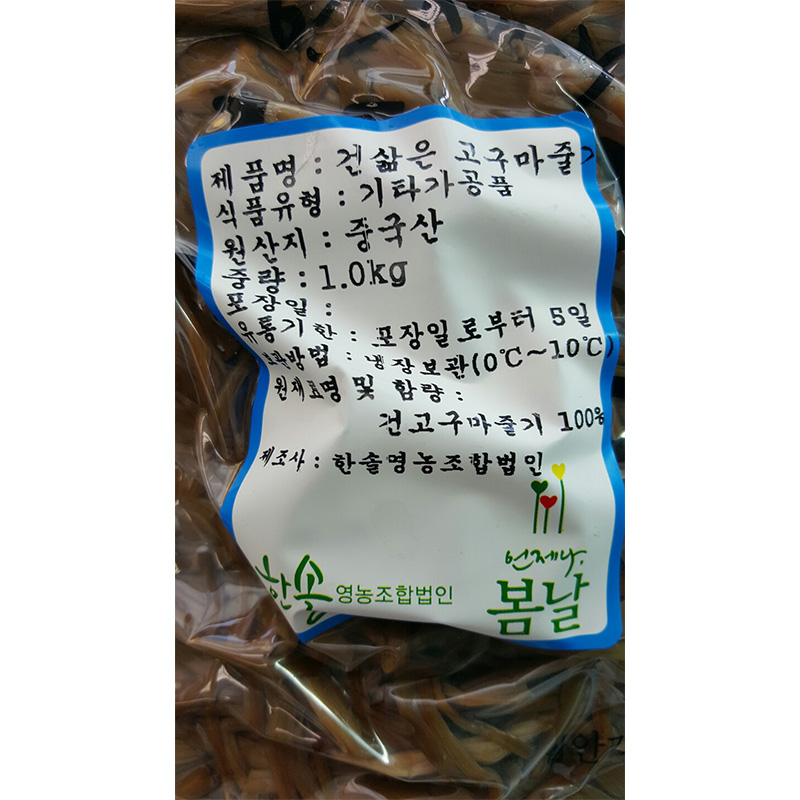 제품명 : 겐삶은 고구마줄기
식품유형 : 기타가공품
원산지 : 중국산
중량 : 1.0kg
포장일 :
유통기한 : 포장일로부터 5일
보관방법 : 냉장보관(0℃~10℃)
원재료명 및 함량 :
건고구마줄기 100%
제조사 : 한솔영농조합법인
언제나.
한솔 영농조합법인
봄날